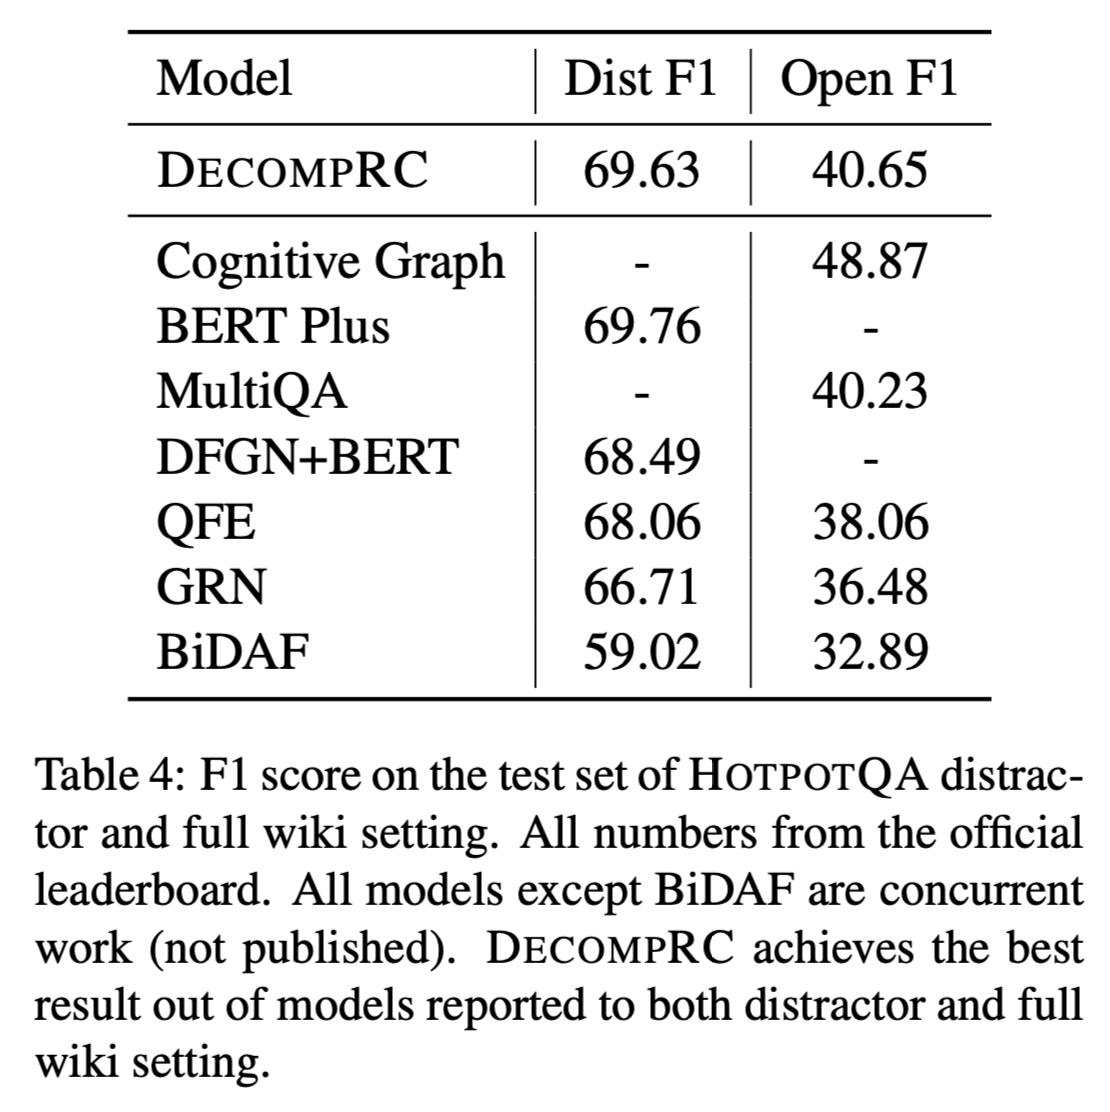 Model Dist F1 Open F1
DECOMPRC 69.63 40.65
Cognitive Graph - 48.87
BERT Plus 69.76 -
MultiQA - 40.23
DFGN+BERT 68.49 -
QFE 68.06 38.06
GRN 66.71 36.48
BiDAF 59.02 32.89
Table 4: F1 score on the test set of HOTPOTQA distrac-
tor and full wiki setting. All numbers from the official
leaderboard. All models except BiDAF are concurrent
work (not published). DECOMPRC achieves the best
result out of models reported to both distractor and full
wiki setting.